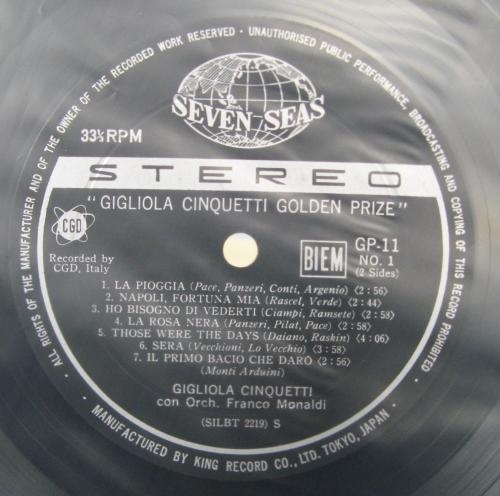 ALL RIGHTS OF THE MANUFACTURER AND OF THE OWNER OF THE RECORDED WORK RESERVED · UNAUTHORISED PUBLIC PERFORMANCE, BROADCASTING AND COPYING OF THIS RECORD PROHIBITED ·
SEVEN SEAS
33⅓RPM
STEREO
"GIGLIOLA CINQUETTI GOLDEN PRIZE"
CGD
Recorded by
CGD, Italy
BIEM
GP-11
NO. 1
(2 Sides)
1. LA PIOGGIA (Pace, Panzeri, Conti, Argenio) <2:56)
2. NAPOLI, FORTUNA MIA (Rascel, Verde) <2:44)
3. HO BISOGNO DI VEDERTI (Ciampi, Ramsete) <2:58)
4. LA ROSA NERA (Panzeri, Pilat, Pace) <2:58)
5. THOSE WERE THE DAYS (Daiano, Raskin) <4:06)
6. SERA (Vecchioni, Lo Vecchio) <3:58)
7. IL PRIMO BACIO CHE DARÒ <2:56)
(Monti Arduini)
GIGLIOLA CINQUETTI
con Orch. Franco Monaldi
(SILBT 2219) S
· MANUFACTURED BY KING RECORD CO., LTD. TOKYO, JAPAN ·